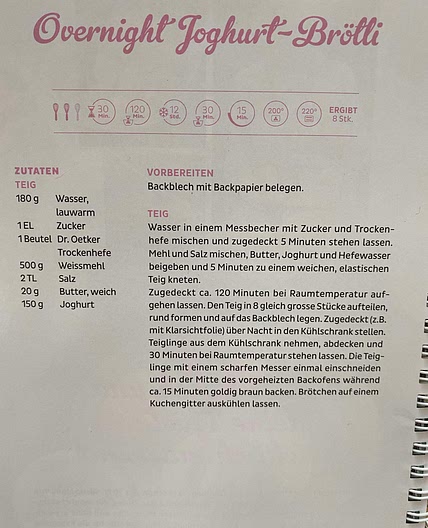 Overnight Joghurt-Brötli
30 Min.
120 Min.
12 Std.
30 Min.
15 Min.
200°
220°
ERGIBT
8 Stk.
ZUTATEN
TEIG
180 g Wasser,
lauwarm
1 EL Zucker
1 Beutel Dr. Oetker
Trockenhefe
500 g Weissmehl
2 TL Salz
20 g Butter, weich
150 g Joghurt
VORBEREITEN
Backblech mit Backpapier belegen.
TEIG
Wasser in einem Messbecher mit Zucker und Trocken-
hefe mischen und zugedeckt 5 Minuten stehen lassen.
Mehl und Salz mischen, Butter, Joghurt und Hefewasser
beigeben und 5 Minuten zu einem weichen, elastischen
Teig kneten.
Zugedeckt ca. 120 Minuten bei Raumtemperatur auf-
gehen lassen. Den Teig in 8 gleich grosse Stücke aufteilen,
rund formen und auf das Backblech legen. Zugedeckt (z.B.
mit Klarsichtfolie) über Nacht in den Kühlschrank stellen.
Teiglinge aus dem Kühlschrank nehmen, abdecken und
30 Minuten bei Raumtemperatur stehen lassen. Die Teig-
linge mit einem scharfen Messer einmal einschneiden
und in der Mitte des vorgeheizten Backofens während
ca. 15 Minuten goldig braun backen. Brötchen auf einem
Kuchengitter auskühlen lassen.